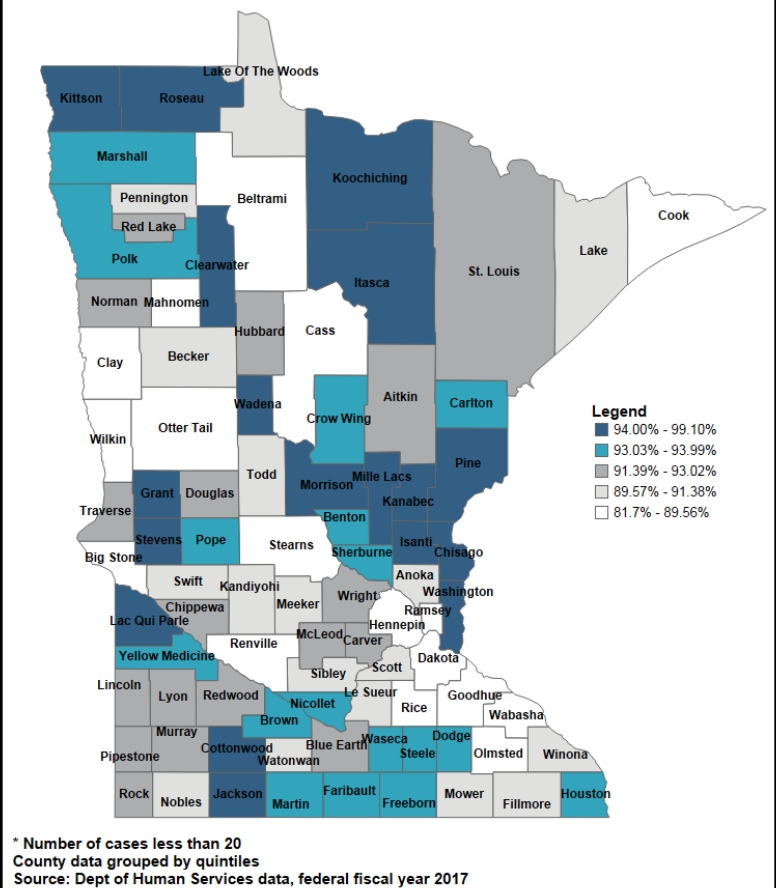 Lake Of The Woods
Kittson
Roseau
Marshall
Koochiching
Pennington
Beltrami
Cook
Red Lake
Polk
Clearwater
Lake
St. Louis
Itasca
Norman
Mahnomen
Hubbard
Cass
Becker
Clay
Aitkin
Wadena
Carlton
Crow Wing
Otter Tail
Wilkin
Legend
94.00% - 99.10%
93.03% - 93.99%
91.39% - 93.02%
89.57% - 91.38%
81.7% - 89.56%
Pine
Todd
Mille Lacs
Morrison
Grant
Douglas
Kanabec
Traverse
Benton
Stevens
Pope
Isanti
Stearns
Chisago
Sherburne
Big Stone
Anoka
Swift
Kandiyohi
Washington
Wright
Meeker
Chippewa
Ramsey
Lac Qui Parle
Hennepin
McLeod
Carver
Renville
Yellow Medicine
Dakota
Scott
Sibley
Lincoln
Le Sueur
Lyon
Redwood
Goodhue
Nicollet
Rice
Wabasha
Brown
Murray
Dodge
Waseca
Blue Earth
Cottonwood
Steele
Olmsted
Winona
Pipestone
Watonwan
Faribault
Rock
Jackson
Mower
Houston
Nobles
Martin
Freeborn
Fillmore
* Number of cases less than 20
County data grouped by quintiles
Source: Dept of Human Services data, federal fiscal year 2017